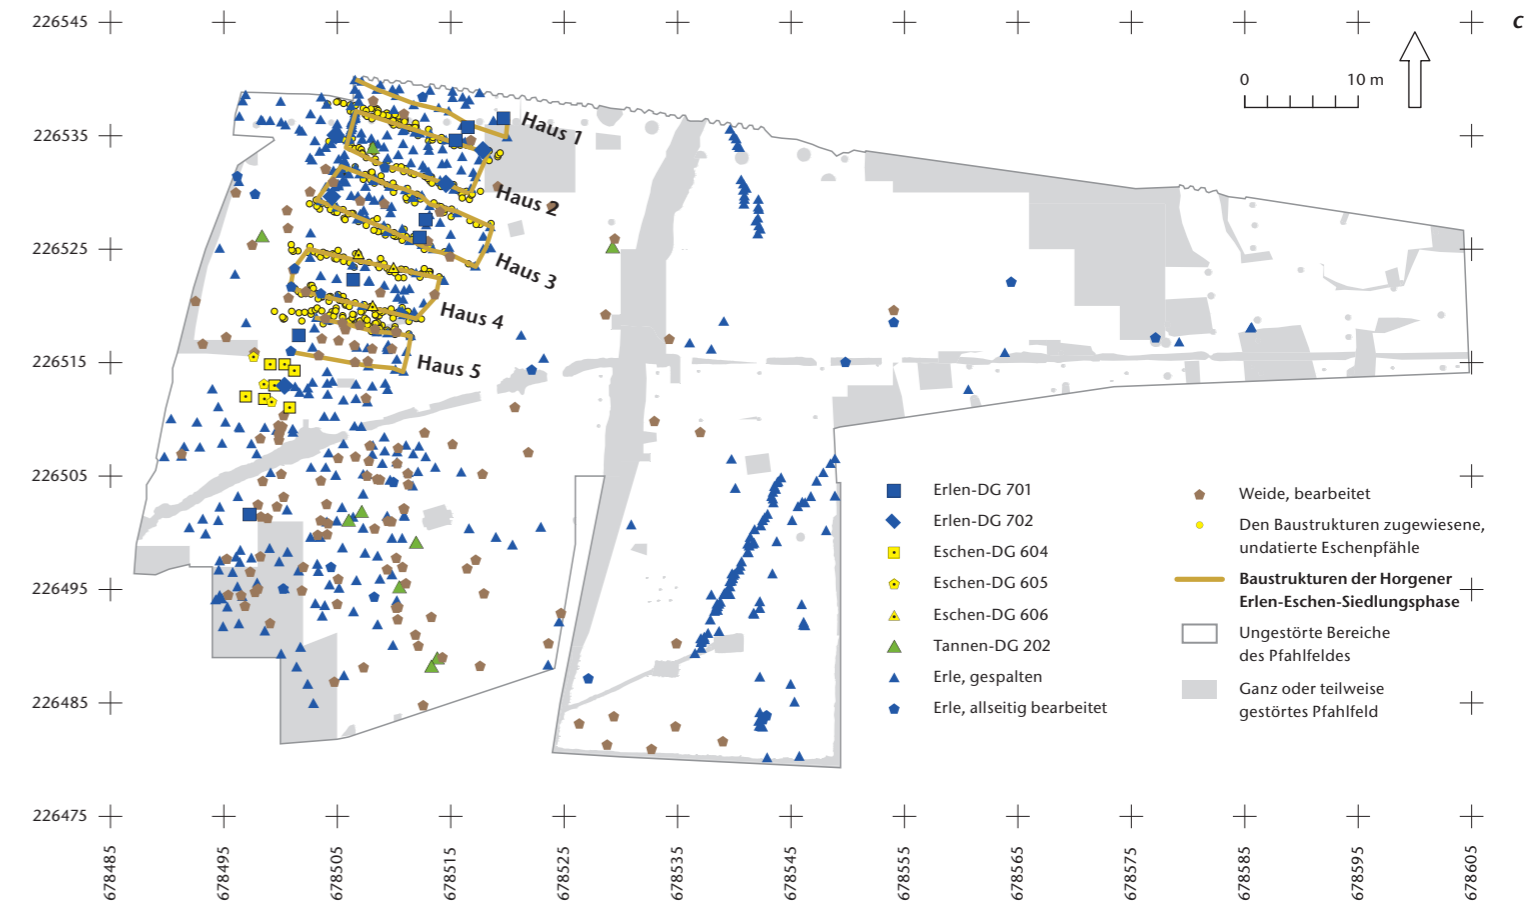 226545
c
226535
226525
226515
226505
226495
226485
226475
0 10 m
Haus 1
Haus 2
Haus 3
Haus 4
Haus 5
Erlen-DG 701
Erlen-DG 702
Eschen-DG 604
Eschen-DG 605
Eschen-DG 606
Tannen-DG 202
Erle, gespalten
Erle, allseitig bearbeitet
Weide, bearbeitet
Den Baustrukturen zugewiesene,
undatierte Eschenpfähle
Baustrukturen der Horgener
Erlen-Eschen-Siedlungsphase
Ungestörte Bereiche
des Pfahlfeldes
Ganz oder teilweise
gestörtes Pfahlfeld
678485
678495
678505
678515
678525
678535
678545
678555
678565
678575
678585
678595
678605